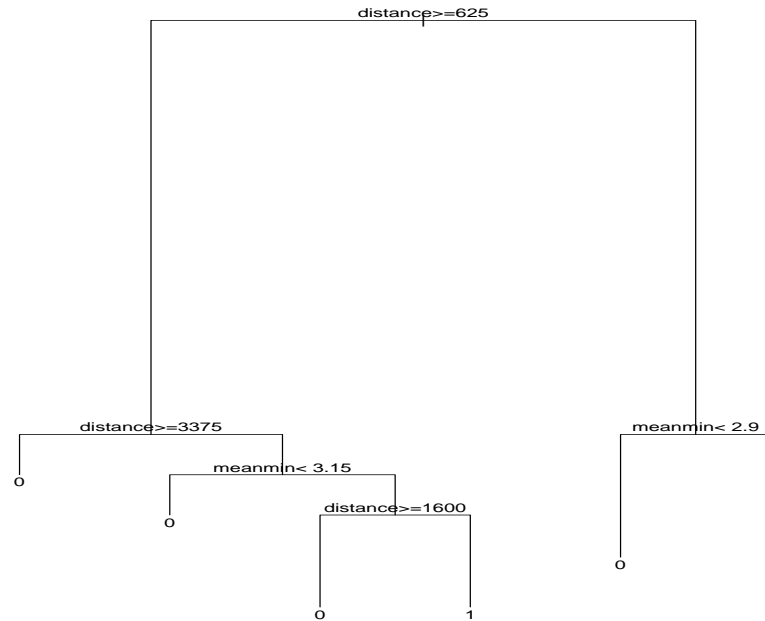 distance>=625
distance>=3375
meanmin< 2.9
meanmin< 3.15
0
distance>=1600
0
0
0
1